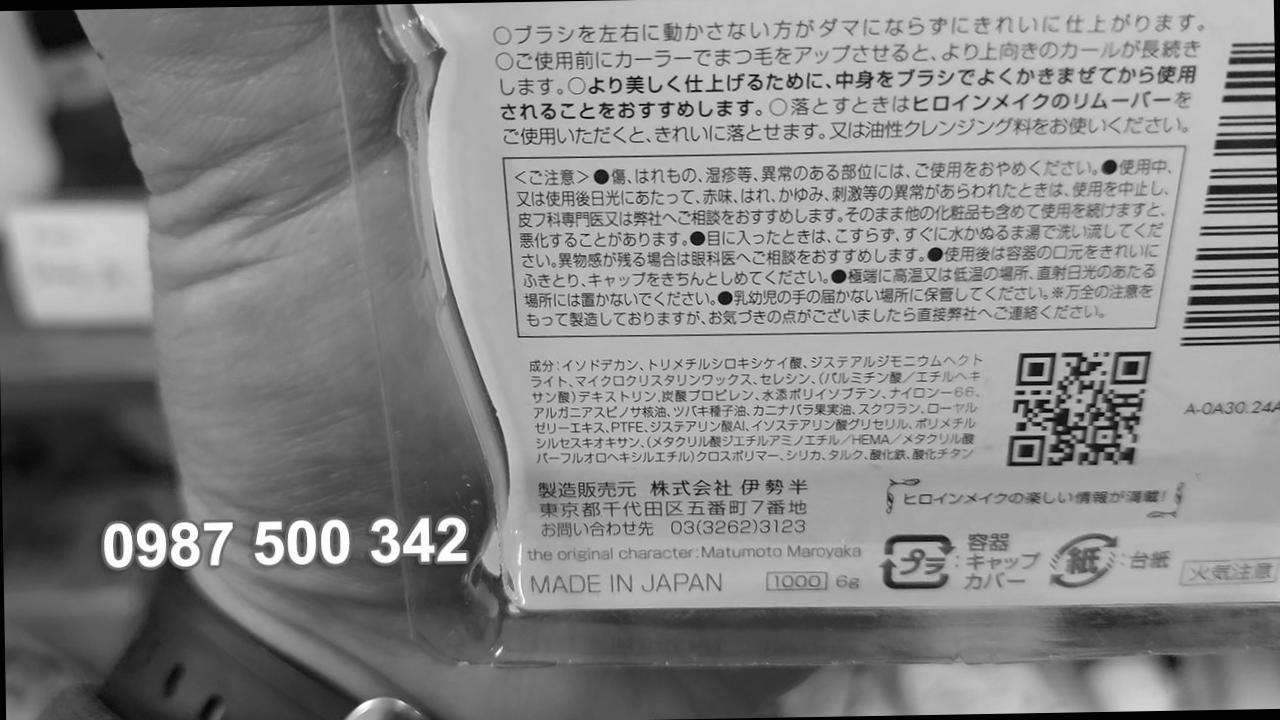 ○ブラシを左右に動かさない方がダマにならずにきれいに仕上がります。
○ご使用前にカーラーでまつ毛をアップさせると、より上向きのカールが長続き
します。○より美しく仕上げるために、中身をブラシでよくかきまぜてから使用
されることをおすすめします。○落とすときはヒロインメイクのリムーバーを
ご使用いただくと、きれいに落とせます。又は油性クレンジング料をお使いください。
<ご注意>●傷、はれもの、湿疹等、異常のある部位には、ご使用をおやめください。●使用中、
又は使用後日光にあたって、赤味、はれ、かゆみ、刺激等の異常があらわれたときは、使用を中止し、
皮フ科専門医又は弊社へご相談をおすすめします。そのまま他の化粧品も含めて使用を続けますと、
悪化することがあります。●目に入ったときは、こすらず、すぐに水かぬるま湯で洗い流してくだ
さい。異物感が残る場合は眼科医へご相談をおすすめします。●使用後は容器の口元をきれいに
ふきとり、キャップをきちんとしめてください。●極端に高温又は低温の場所、直射日光のあたる
場所には置かないでください。●乳幼児の手の届かない場所に保管してください。※万全の注意を
もって製造しておりますが、お気づきの点がございましたら直接弊社へご連絡ください。
成分:イソドデカン、トリメチルシロキシケイ酸、ジステアルジモニウムヘクト
ライト、マイクロクリスタリンワックス、セレシン、(パルミチン酸/エチルヘキ
サン酸)デキストリン、炭酸プロピレン、水添ポリイソブテン、ナイロン-66、
アルガニアスピノサ核油、ツバキ種子油、カニナバラ果実油、スクワラン、ローヤル
ゼリーエキス、PTFE、ジステアリン酸Al、イソステアリン酸グリセリル、ポリメチル
シルセスキオキサン、(メタクリル酸ジエチルアミノエチル/HEMA/メタクリル酸
パーフルオロヘキシルエチル)クロスポリマー、シリカ、タルク、酸化鉄、酸化チタン
A-0A30.24A
製造販売元 株式会社 伊勢半
東京都千代田区五番町7番地
お問い合わせ先 03(3262)3123
ヒロインメイクの楽しい情報が満載!
the original character:Matumoto Maroyaka
MADE IN JAPAN 1000 6g
プラ:容器
キャップ
カバー
紙:台紙
火気注意
0987 500 342